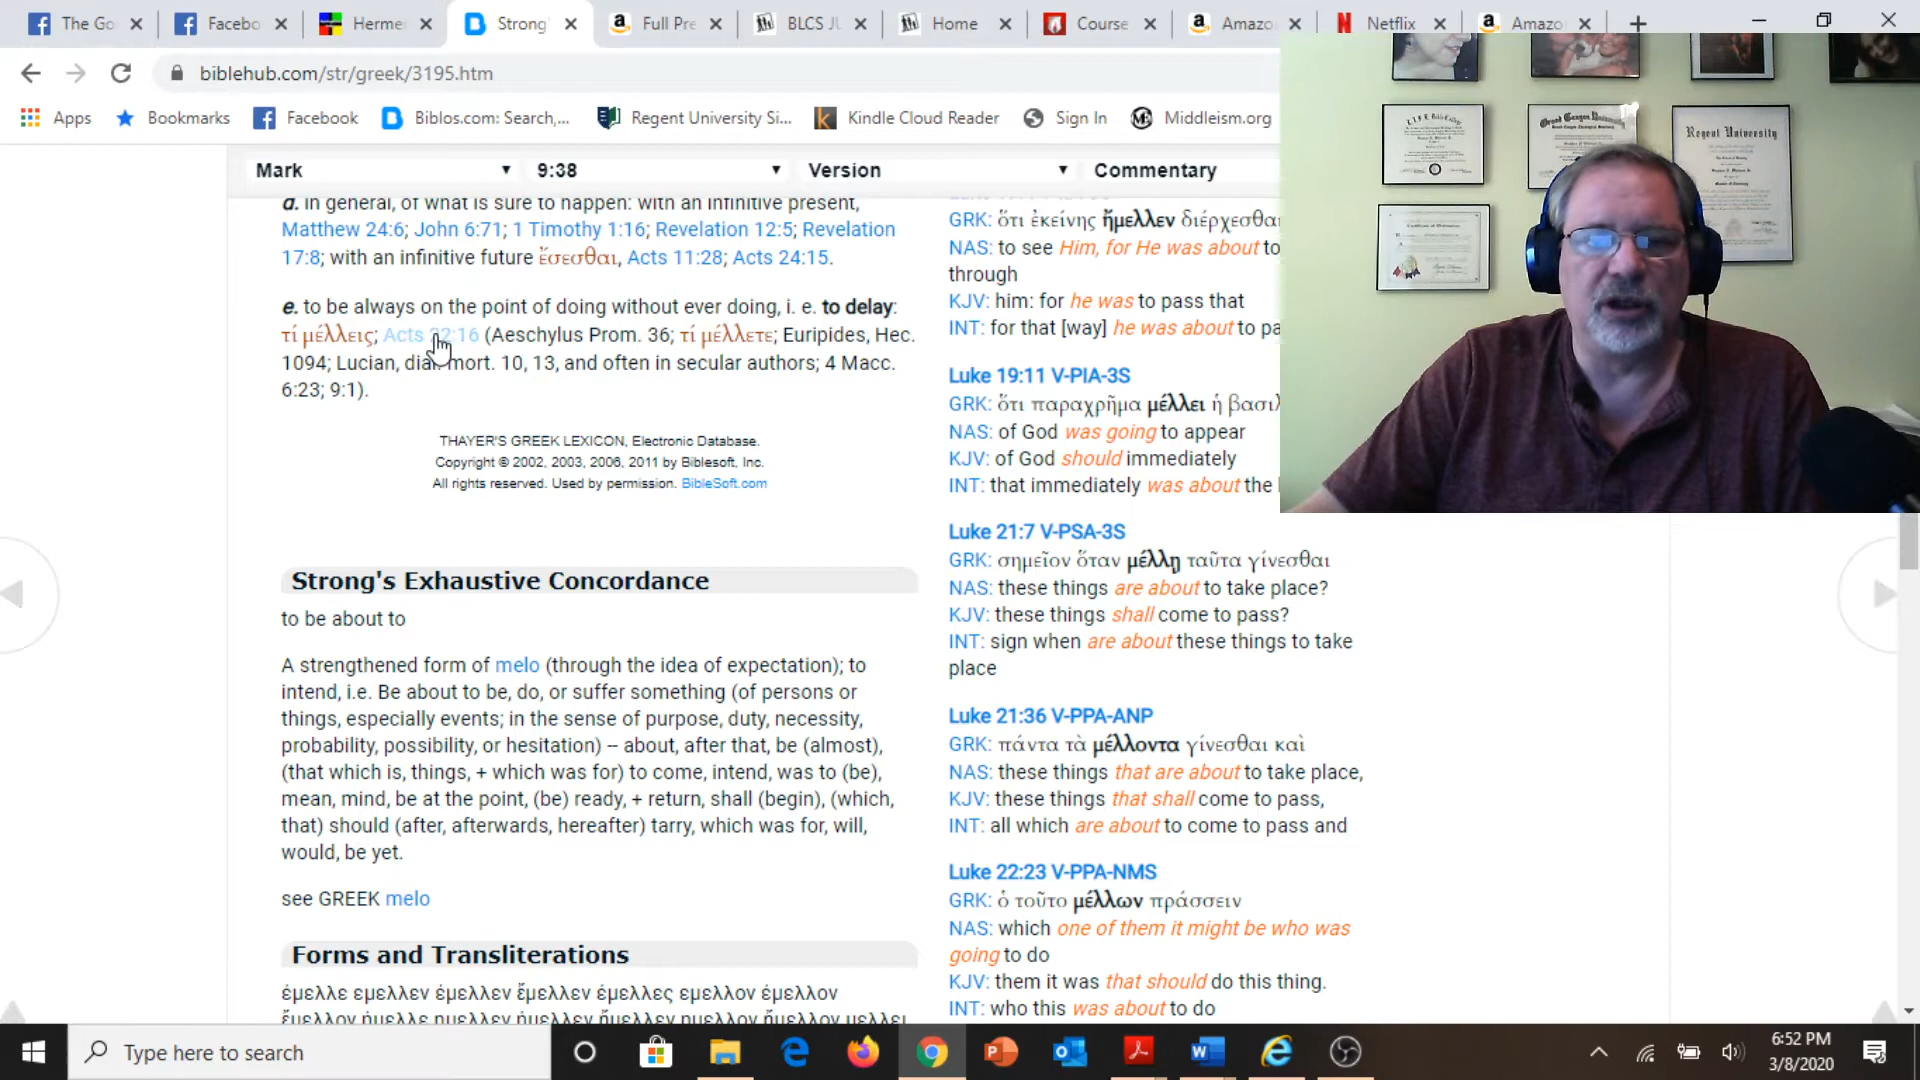 The Go
Facebo
Herme
Strong'
Full Pre
BLCS JU
Home
Course
Amazo
Netflix
Amazo
biblehub.com/str/greek/3195.htm
Apps
Bookmarks
Facebook
Biblos.com: Search,...
Regent University Si...
Kindle Cloud Reader
Sign In
Middleism.org
Mark
9:38
Version
Commentary
d. in general, of what is sure to happen: with an infinitive present,
Matthew 24:6; John 6:71; 1 Timothy 1:16; Revelation 12:5; Revelation
17:8; with an infinitive future ἔσεσθαι, Acts 11:28; Acts 24:15.
e. to be always on the point of doing without ever doing, i. e. to delay:
τί μέλλεις; Acts 22:16 (Aeschylus Prom. 36; τί μέλλετε; Euripides, Hec.
1094; Lucian, dial. mort. 10, 13, and often in secular authors; 4 Macc.
6:23; 9:1).
THAYER'S GREEK LEXICON, Electronic Database.
Copyright © 2002, 2003, 2006, 2011 by Biblesoft, Inc.
All rights reserved. Used by permission. BibleSoft.com
Strong's Exhaustive Concordance
to be about to
A strengthened form of melo (through the idea of expectation); to
intend, i.e. Be about to be, do, or suffer something (of persons or
things, especially events; in the sense of purpose, duty, necessity,
probability, possibility, or hesitation) -- about, after that, be (almost),
(that which is, things, + which was for) to come, intend, was to (be),
mean, mind, be at the point, (be) ready, + return, shall (begin), (which,
that) should (after, afterwards, hereafter) tarry, which was for, will,
would, be yet.
see GREEK melo
Forms and Transliterations
έμελλε εμελλεν έμελλεν ἔμελλεν έμελλες εμελλον έμελλον
GRK: ὅτι ἐκείνης ἤμελλεν διέρχεσθαι
NAS: to see Him, for He was about to
through
KJV: him: for he was to pass that
INT: for that [way] he was about to pa
Luke 19:11 V-PIA-3S
GRK: ὅτι παραχρῆμα μέλλει ἡ βασιλ
NAS: of God was going to appear
KJV: of God should immediately
INT: that immediately was about the
Luke 21:7 V-PSA-3S
GRK: σημεῖον ὅταν μέλλῃ ταῦτα γίνεσθαι
NAS: these things are about to take place?
KJV: these things shall come to pass?
INT: sign when are about these things to take
place
Luke 21:36 V-PPA-ANP
GRK: πάντα τὰ μέλλοντα γίνεσθαι καὶ
NAS: these things that are about to take place,
KJV: these things that shall come to pass,
INT: all which are about to come to pass and
Luke 22:23 V-PPA-NMS
GRK: ὁ τοῦτο μέλλων πράσσειν
NAS: which one of them it might be who was
going to do
KJV: them it was that should do this thing.
INT: who this was about to do
Regent University
Type here to search
6:52 PM
3/8/2020